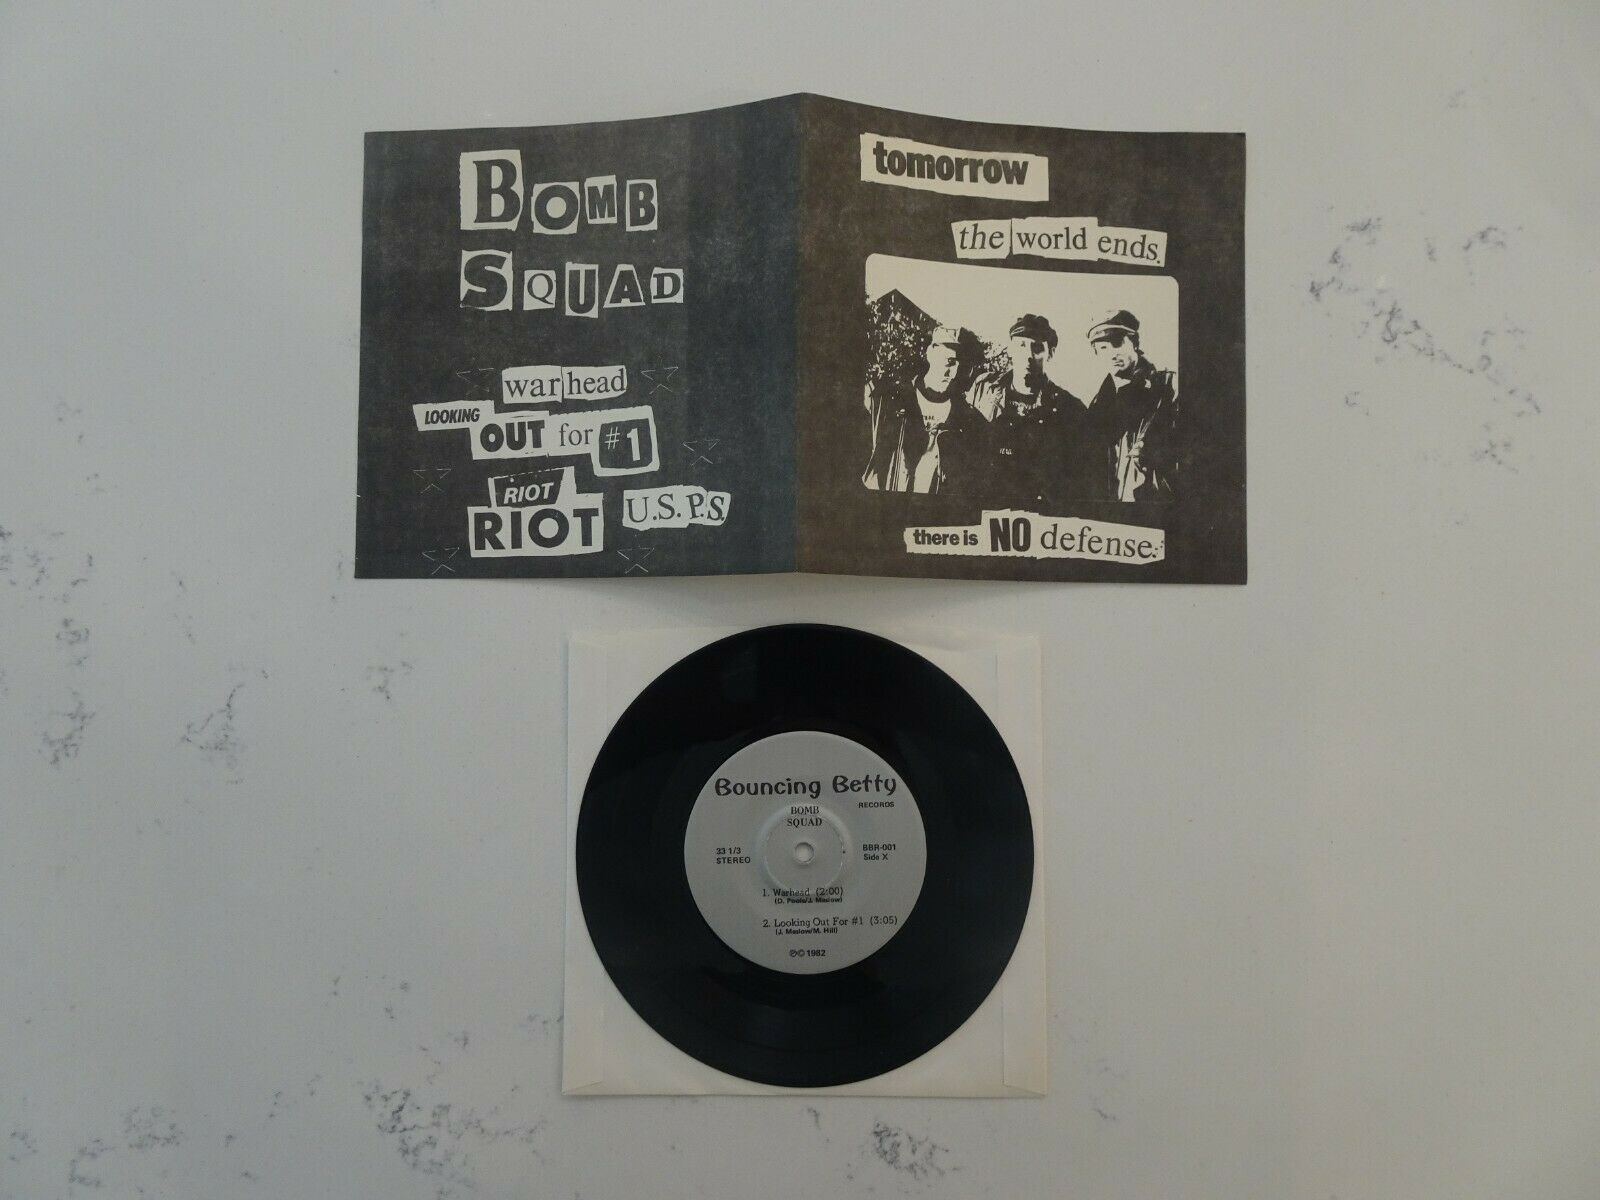 BOMB
SQUAD
warhead
LOOKING
OUT for #1
RIOT
RIOT U.S.P.S.
tomorrow
the world ends.
there is NO defense.
Bouncing Betty
RECORDS
BOMB
SQUAD
33 1/3
STEREO
BBR-001
Side X
1. Warhead (2:00)
(D. Poole/J. Maslow)
2. Looking Out For #1 (3:05)
(J. Maslow/M. Hill)
℗© 1982